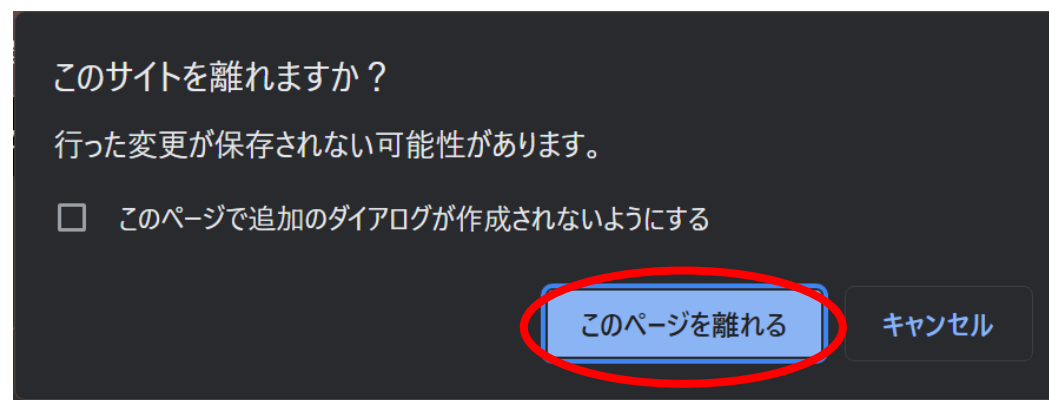 このサイトを離れますか？
行った変更が保存されない可能性があります。
このページで追加のダイアログが作成されないようにする
このページを離れる
キャンセル